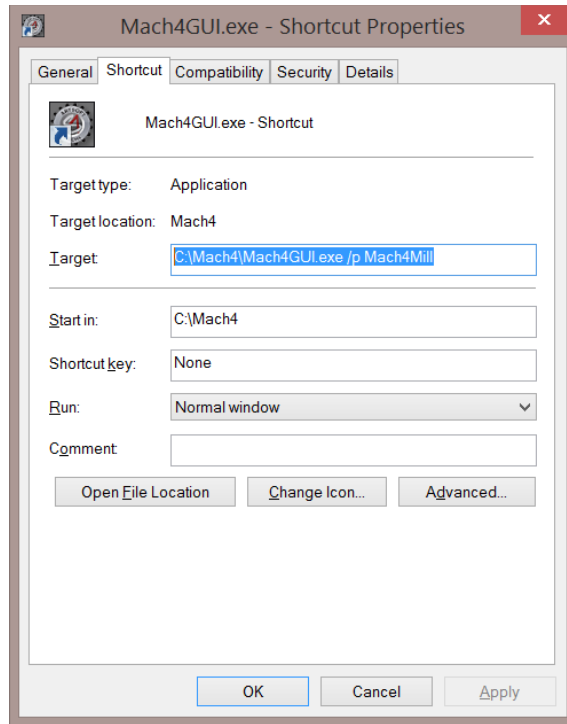 Mach4GUI.exe - Shortcut Properties
General Shortcut Compatibility Security Details
Mach4GUI.exe - Shortcut
Target type: Application
Target location: Mach4
Target: C:\Mach4\Mach4GUI.exe /p Mach4Mill
Start in: C:\Mach4
Shortcut key: None
Run: Normal window
Comment:
Open File Location Change Icon... Advanced...
OK Cancel Apply